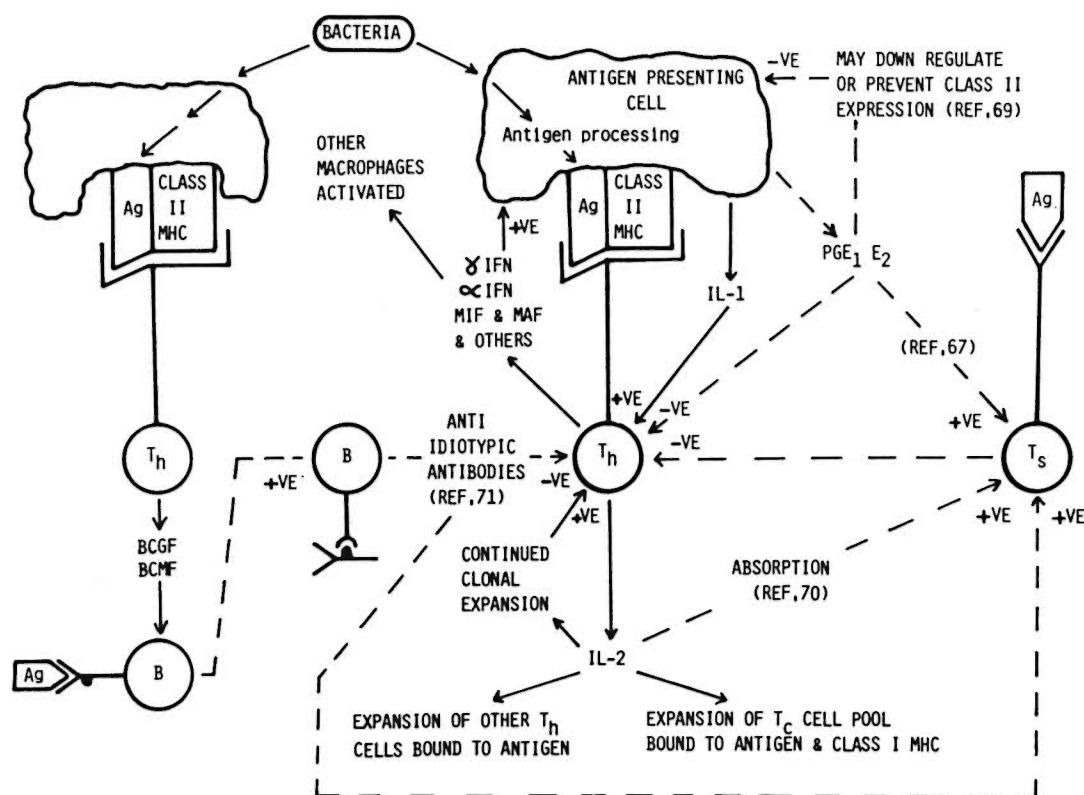 BACTERIA
ANTIGEN PRESENTING
CELL
Antigen processing
-VE
MAY DOWN REGULATE
OR PREVENT CLASS II
EXPRESSION (REF,69)
OTHER
MACROPHAGES
ACTIVATED
Ag
CLASS
II
MHC
Ag
CLASS
II
MHC
Ag
+VE
γ IFN
∝ IFN
MIF & MAF
& OTHERS
IL-1
PGE₁ E₂
(REF,67)
Th
B
+VE
ANTI
IDIOTYPIC
ANTIBODIES
(REF,71)
-VE
+VE
-VE
-VE
Th
+VE
+VE
Ts
+VE
+VE
BCGF
BCMF
CONTINUED
CLONAL
EXPANSION
ABSORPTION
(REF,70)
Ag
B
IL-2
EXPANSION OF OTHER Th
CELLS BOUND TO ANTIGEN
EXPANSION OF Tc CELL POOL
BOUND TO ANTIGEN & CLASS I MHC